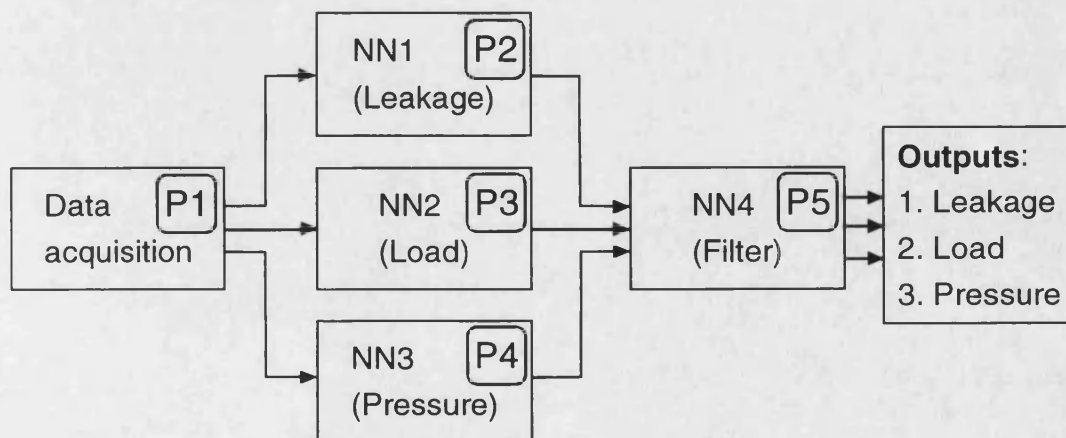 Data
acquisition
P1
NN1
(Leakage)
P2
NN2
(Load)
P3
NN3
(Pressure)
P4
NN4
(Filter)
P5
Outputs:
1. Leakage
2. Load
3. Pressure